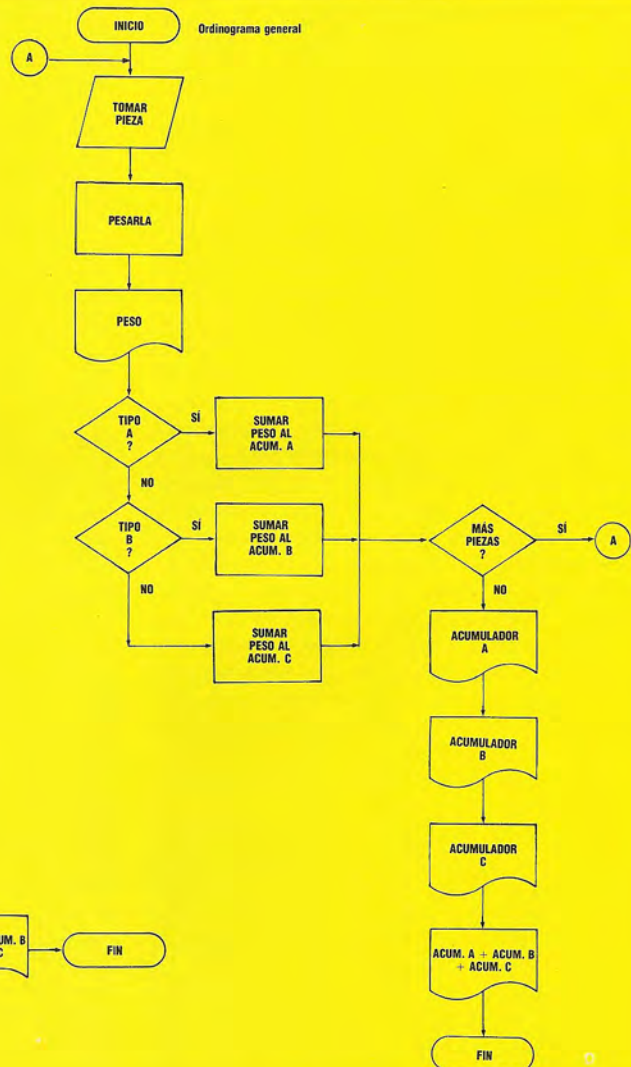 INICIO
Ordinograma general
A
TOMAR
PIEZA
PESARLA
PESO
TIPO
A
?
SÍ
SUMAR
PESO AL
ACUM. A
NO
TIPO
B
?
SÍ
SUMAR
PESO AL
ACUM. B
NO
SUMAR
PESO AL
ACUM. C
MÁS
PIEZAS
?
SÍ
A
NO
ACUMULADOR
A
ACUMULADOR
B
ACUMULADOR
C
ACUM. A + ACUM. B
+ ACUM. C
FIN
UM. B
C
FIN